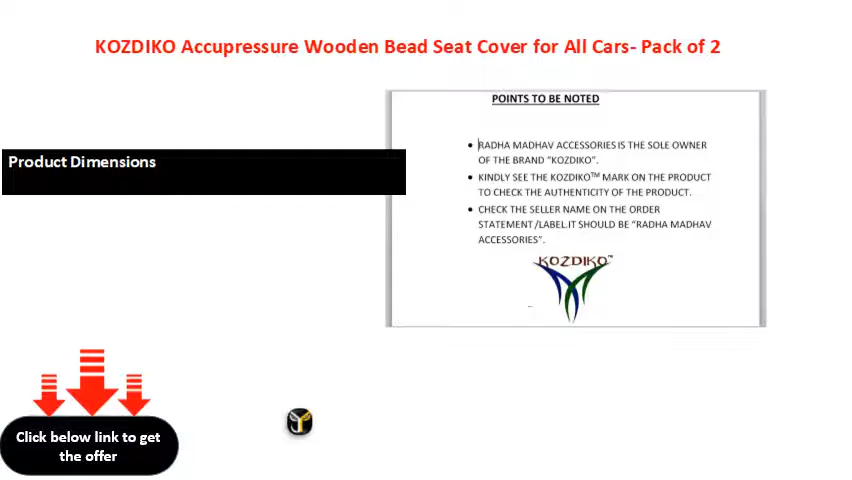 KOZDIKO Accupressure Wooden Bead Seat Cover for All Cars- Pack of 2
POINTS TO BE NOTED
• RADHA MADHAV ACCESSORIES IS THE SOLE OWNER
OF THE BRAND “KOZDIKO”.
• KINDLY SEE THE KOZDIKO™ MARK ON THE PRODUCT
TO CHECK THE AUTHENTICITY OF THE PRODUCT.
• CHECK THE SELLER NAME ON THE ORDER
STATEMENT /LABEL.IT SHOULD BE “RADHA MADHAV
ACCESSORIES”.
KOZDIKO™
Product Dimensions
Click below link to get
the offer